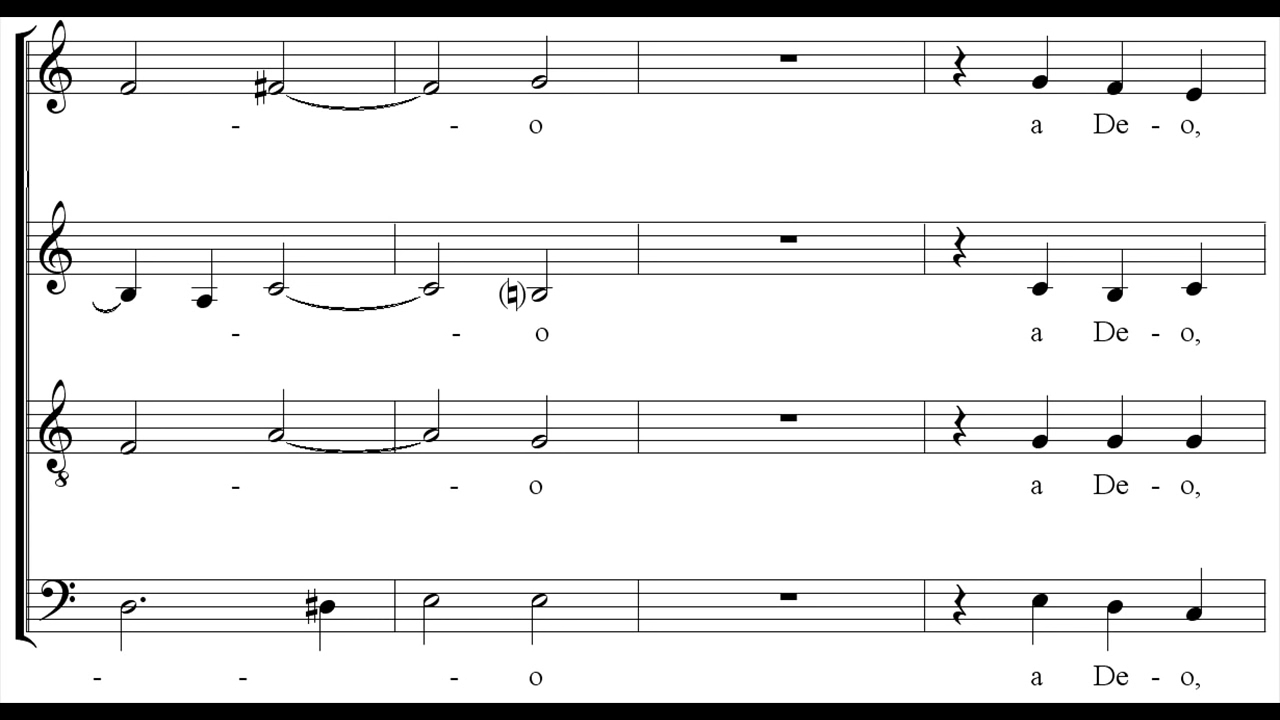 - - o a De - o,
- - o a De - o,
- - o a De - o,
- - - o a De - o,